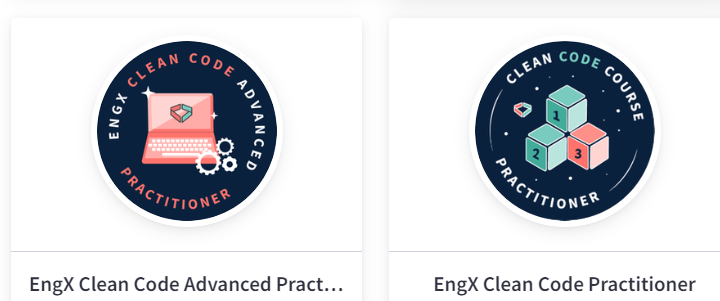 ENGX CLEAN CODE ADVANCED
PRACTITIONER
EngX Clean Code Advanced Pract...
CLEAN CODE COURSE
1
2 3
PRACTITIONER
EngX Clean Code Practitioner